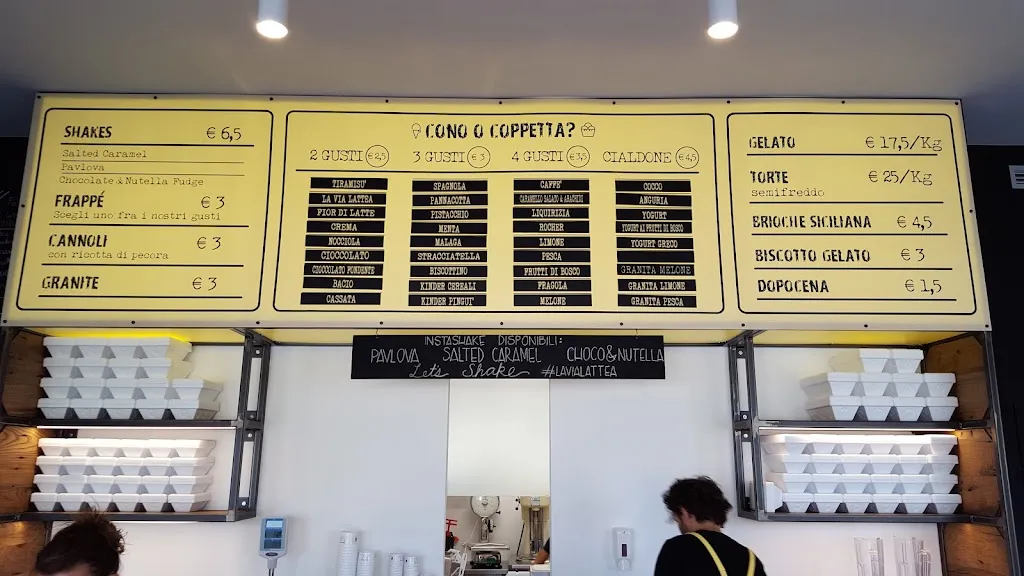 SHAKES € 6,5
Salted Caramel
Pavlova
Chocolate & Nutella Fudge
FRAPPÉ € 3
Scegli uno fra i nostri gusti
CANNOLI € 3
con ricotta di pecora
GRANITE € 3
CONO O COPPETTA?
2 GUSTI €2,5 3 GUSTI €3 4 GUSTI €3,5 CIALDONE €4,5
TIRAMISU' SPAGNOLA CAFFE' COCCO
LA VIA LATTEA PANNACOTTA CARAMELLO SALATO & ARACHIDI ANGURIA
FIOR DI LATTE PISTACCHIO LIQUIRIZIA YOGURT
CREMA MENTA ROCHER YOGURT AI FRUTTI DI BOSCO
NOCCIOLA MALAGA LIMONE YOGURT GRECO
CIOCCOLATO STRACCIATELLA PESCA
CIOCCOLATO FONDENTE BISCOTTINO FRUTTI DI BOSCO GRANITA MELONE
BACIO KINDER CEREALI FRAGOLA GRANITA LIMONE
CASSATA KINDER PINGUI' MELONE GRANITA PESCA
GELATO € 17,5/Kg
TORTE € 25/Kg
semifreddo
BRIOCHE SICILIANA € 4,5
BISCOTTO GELATO € 3
DOPOCENA € 1,5
INSTASHAKE DISPONIBILI:
PAVLOVA SALTED CARAMEL CHOCO&NUTELLA
Let's Shake #LAVIALATTEA